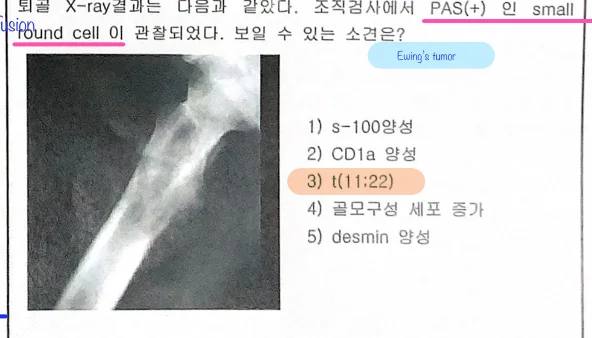 퇴골 X-ray결과는 다음과 같았다. 조직검사에서 PAS(+) 인 small
round cell 이 관찰되었다. 보일 수 있는 소견은?
Ewing's tumor
1) s-100양성
2) CD1a 양성
3) t(11;22)
4) 골모구성 세포 증가
5) desmin 양성